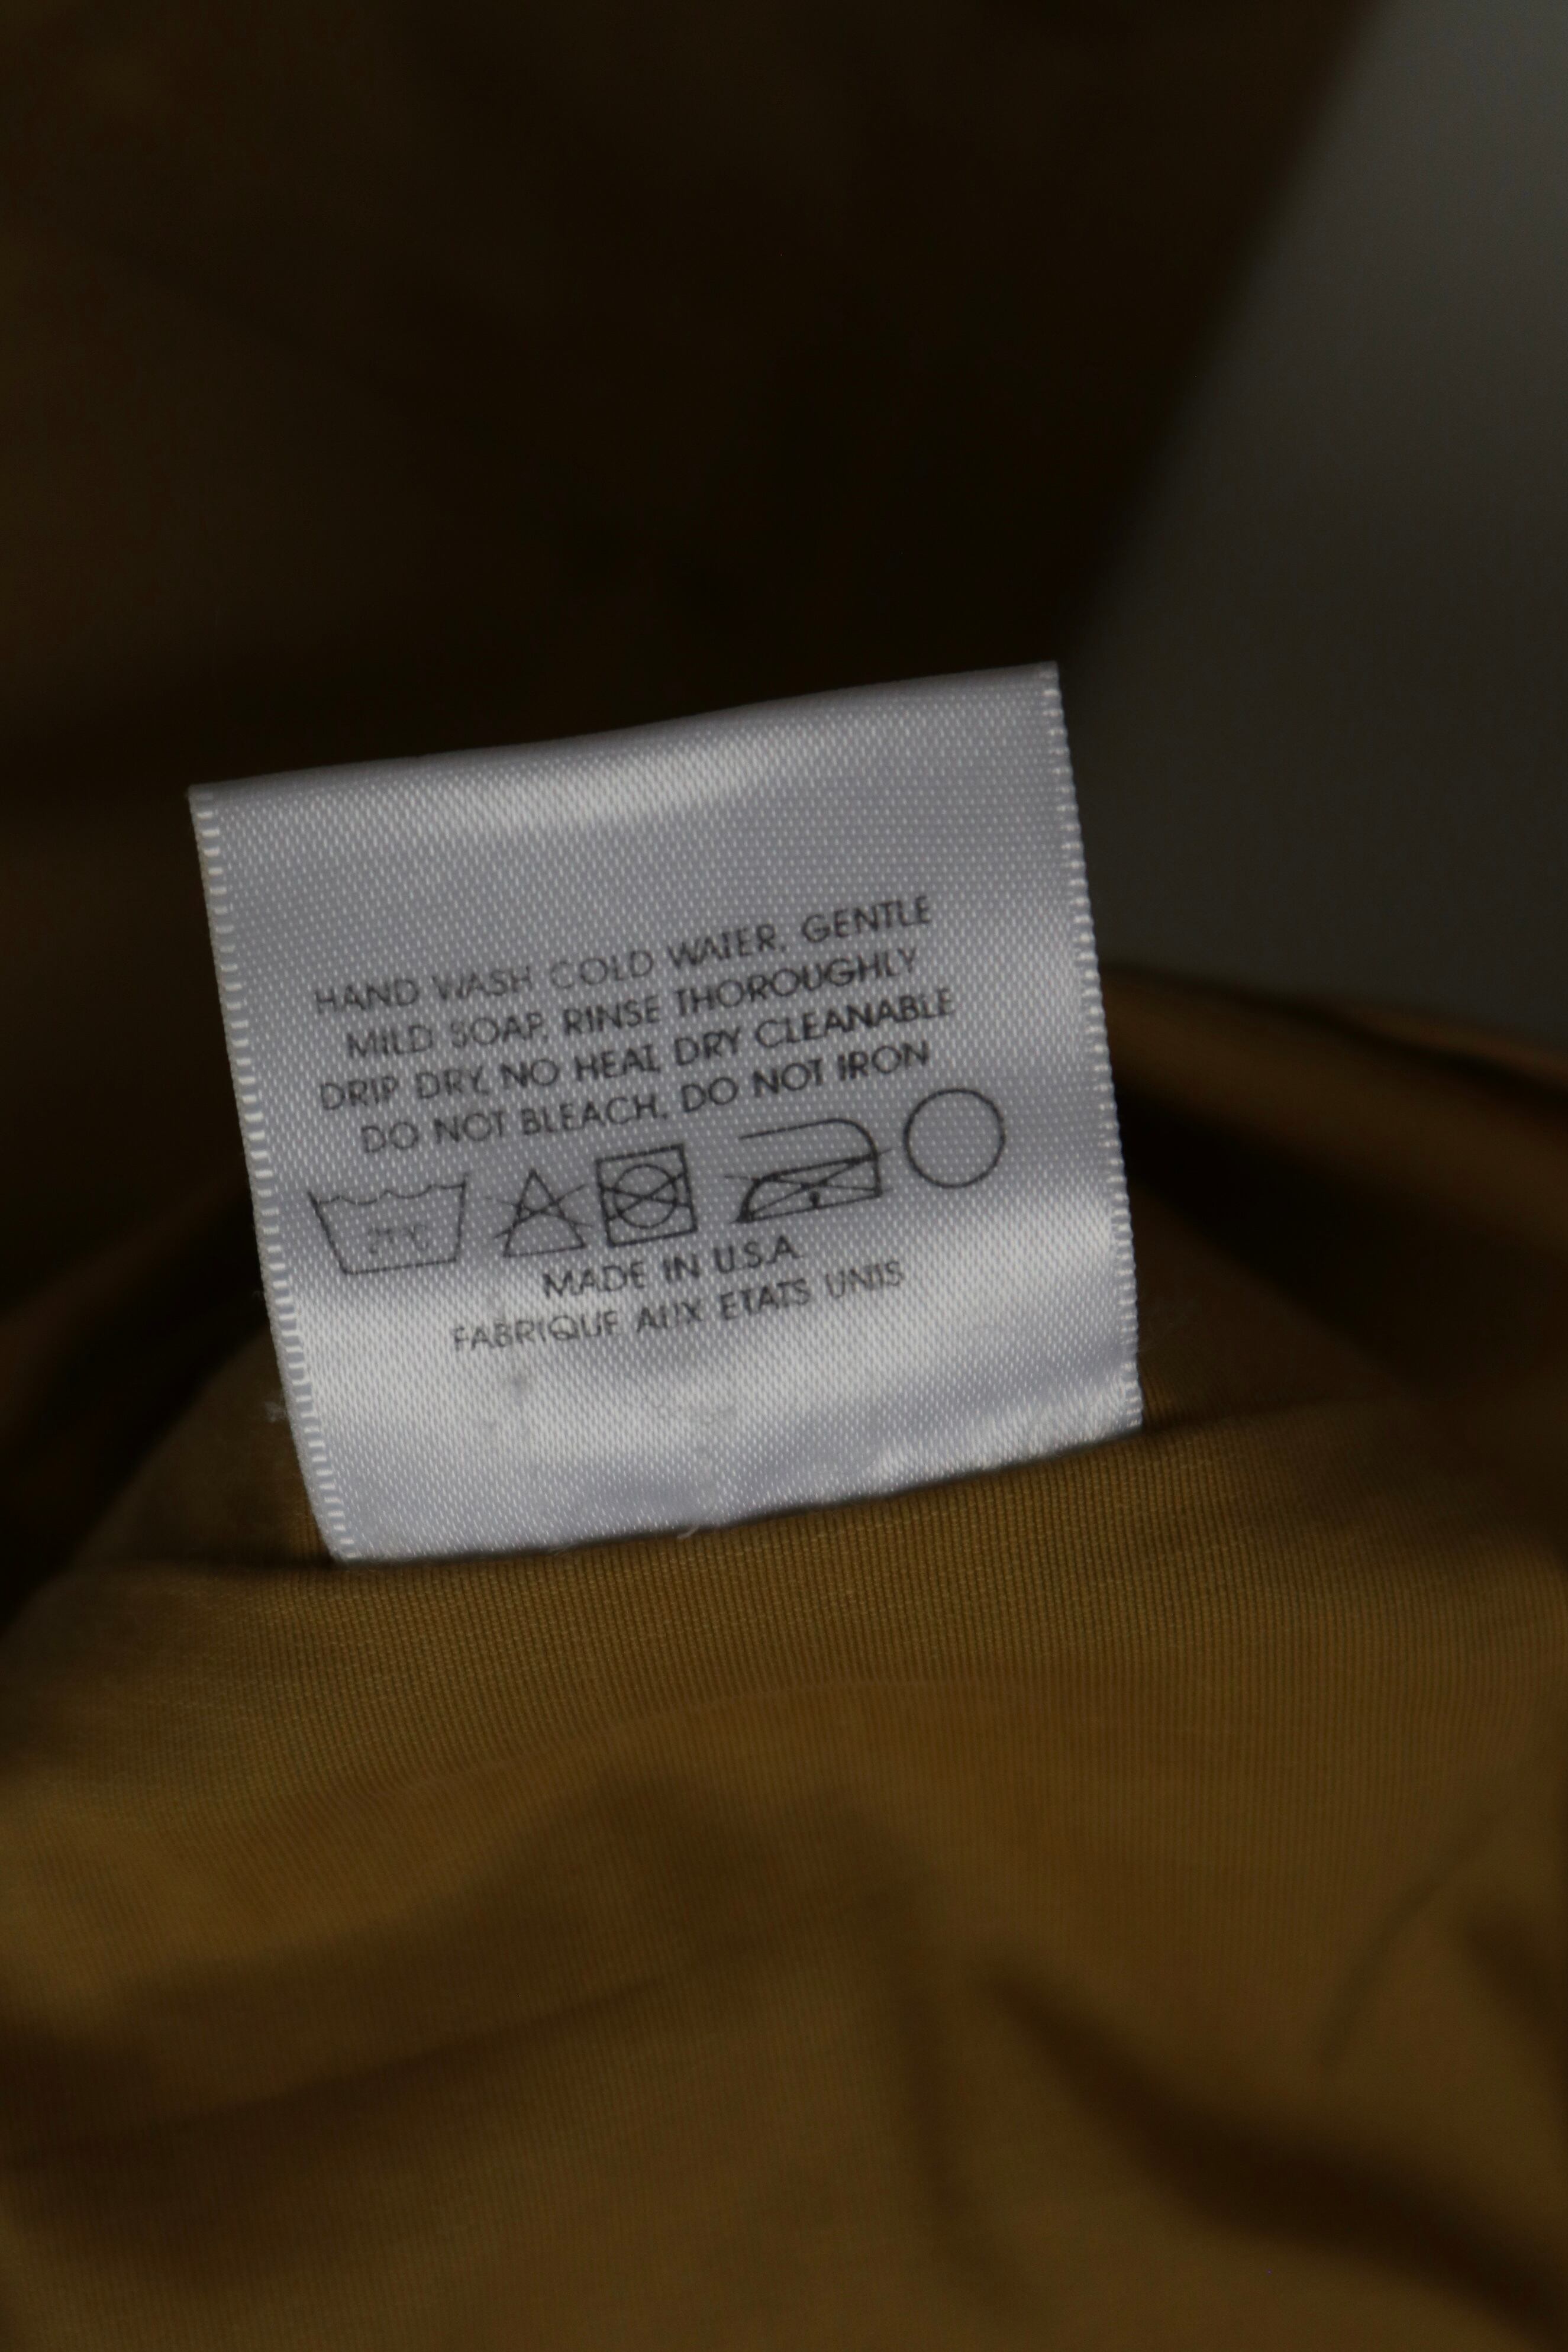 HAND WASH COLD WATER. GENTLE
MILD SOAP. RINSE THOROUGHLY
DRIP DRY. NO HEAT. DRY CLEANABLE
DO NOT BLEACH. DO NOT IRON
MADE IN U.S.A
FABRIQUE AUX ETATS UNIS